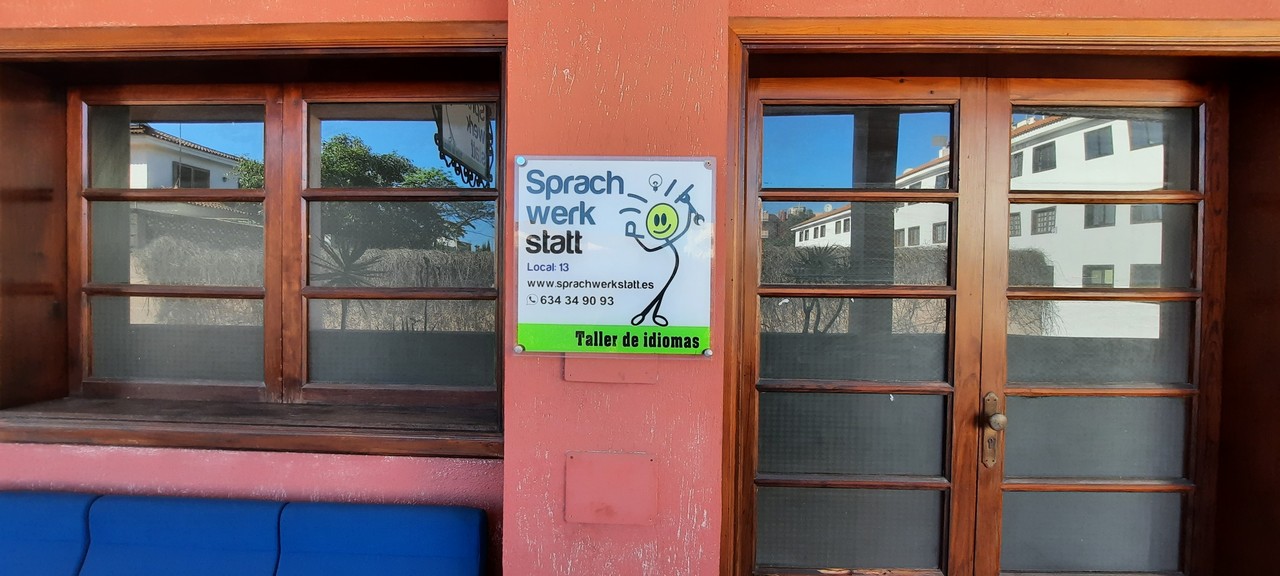 Sprach
werk
statt
Local: 13
www.sprachwerkstatt.es
634 34 90 93
Taller de idiomas